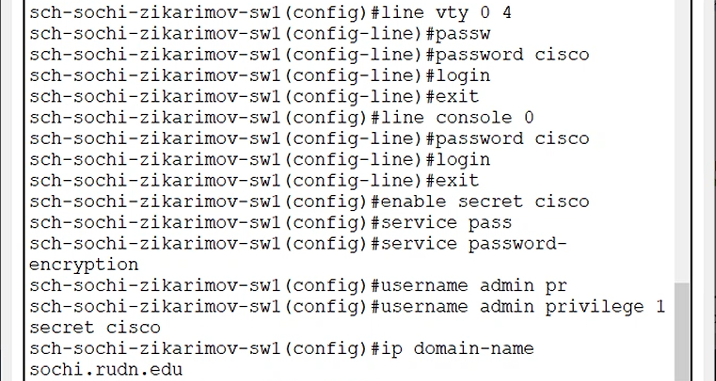 sch-sochi-zikarimov-sw1(config)#line vty 0 4
sch-sochi-zikarimov-sw1(config-line)#passw
sch-sochi-zikarimov-sw1(config-line)#password cisco
sch-sochi-zikarimov-sw1(config-line)#login
sch-sochi-zikarimov-sw1(config-line)#exit
sch-sochi-zikarimov-sw1(config)#line console 0
sch-sochi-zikarimov-sw1(config-line)#password cisco
sch-sochi-zikarimov-sw1(config-line)#login
sch-sochi-zikarimov-sw1(config-line)#exit
sch-sochi-zikarimov-sw1(config)#enable secret cisco
sch-sochi-zikarimov-sw1(config)#service pass
sch-sochi-zikarimov-sw1(config)#service password-
encryption
sch-sochi-zikarimov-sw1(config)#username admin pr
sch-sochi-zikarimov-sw1(config)#username admin privilege 1
secret cisco
sch-sochi-zikarimov-sw1(config)#ip domain-name
sochi.rudn.edu